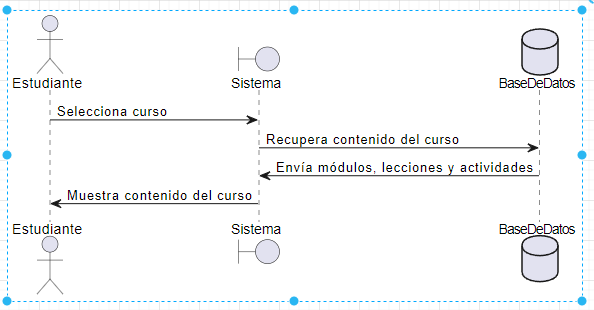 Estudiante
Sistema
BaseDeDatos
Selecciona curso
Recupera contenido del curso
Envía módulos, lecciones y actividades
Muestra contenido del curso
Estudiante
Sistema
BaseDeDatos